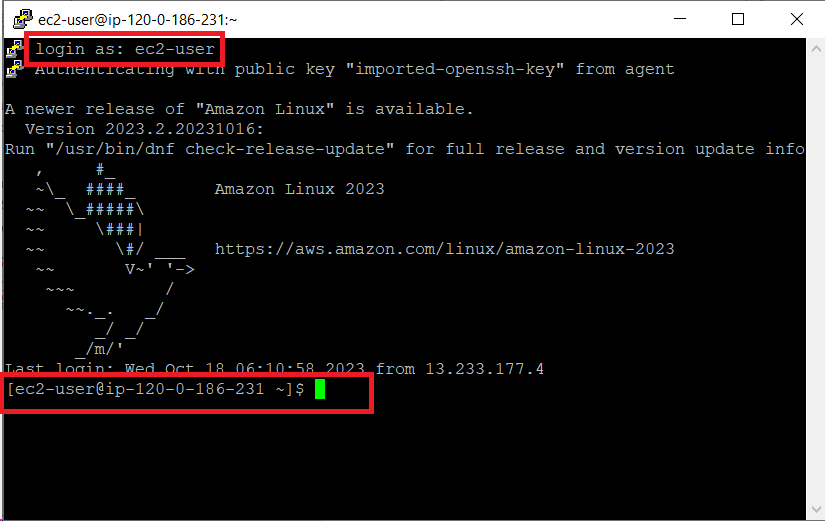 ec2-user@ip-120-0-186-231:~
login as: ec2-user
Authenticating with public key "imported-openssh-key" from agent
A newer release of "Amazon Linux" is available.
  Version 2023.2.20231016:
Run "/usr/bin/dnf check-release-update" for full release and version update info
   ,     #_
   ~\_  ####_        Amazon Linux 2023
  ~~  \_#####\
  ~~     \###|
  ~~       \#/ ___   https://aws.amazon.com/linux/amazon-linux-2023
   ~~       V~' '->
    ~~~         /
      ~~._.   _/
         _/ _/
       _/m/'
Last login: Wed Oct 18 06:10:58 2023 from 13.233.177.4
[ec2-user@ip-120-0-186-231 ~]$